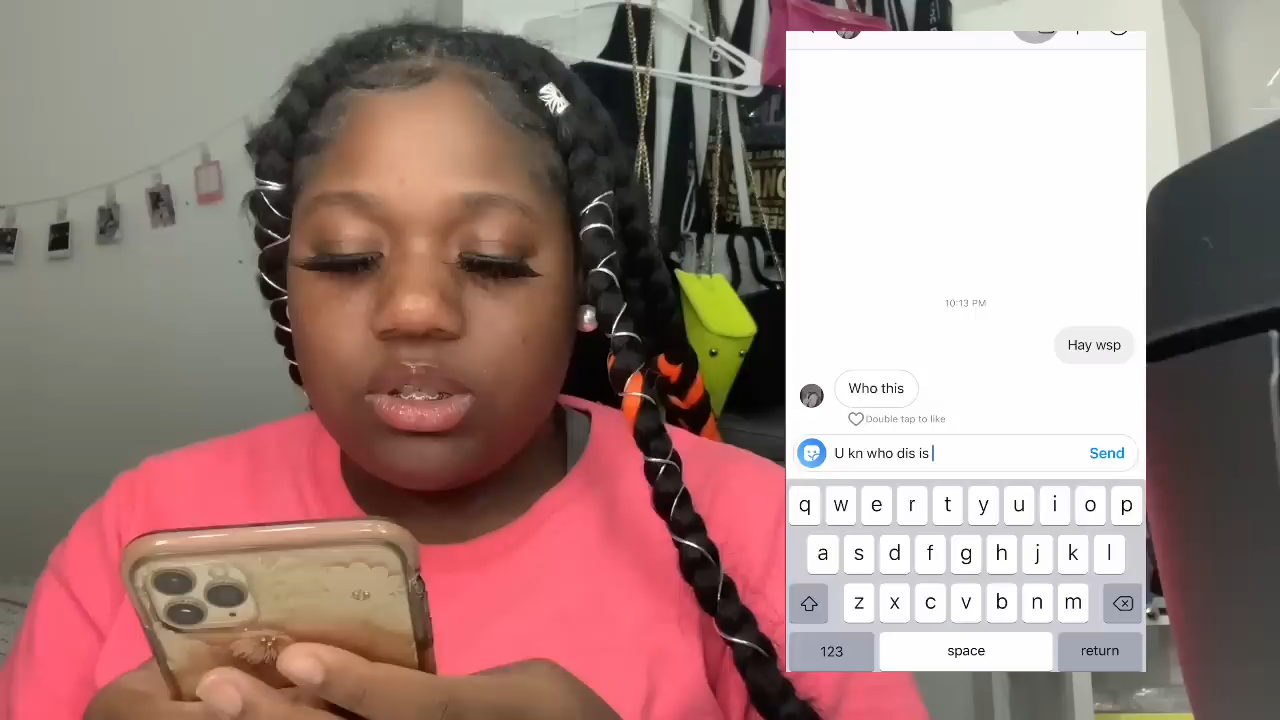 10:13 PM
Hay wsp
Who this
Double tap to like
U kn who dis is
Send
q w e r t y u i o p
a s d f g h j k l
z x c v b n m
123
space
return